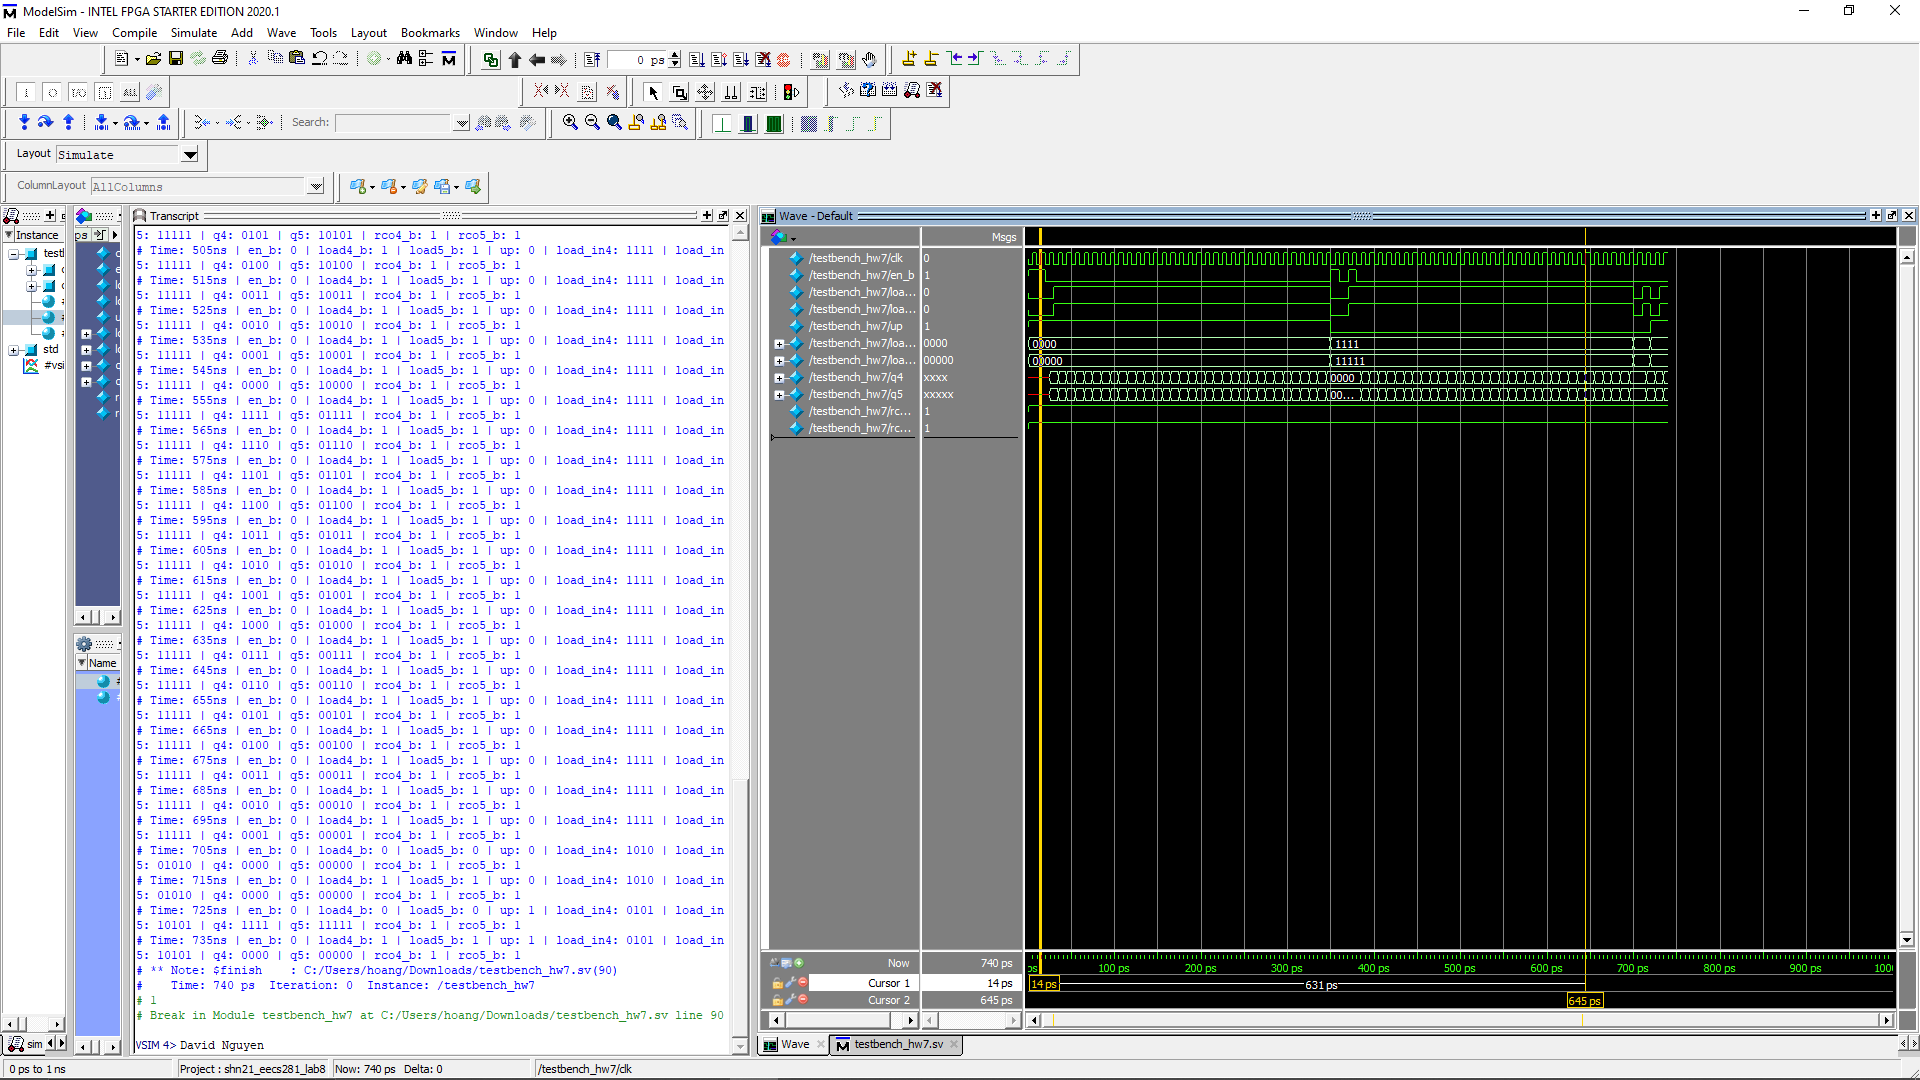 ModelSim - INTEL FPGA STARTER EDITION 2020.1
File Edit View Compile Simulate Add Wave Tools Layout Bookmarks Window Help
0 ps
Search:
Layout Simulate
ColumnLayout AllColumns
Transcript
Wave - Default
Instance
ps
Msgs
testl
std
#vsi
Name
sim
5: 11111 | q4: 0101 | q5: 10101 | rco4_b: 1 | rco5_b: 1
# Time: 505ns | en_b: 0 | load4_b: 1 | load5_b: 1 | up: 0 | load_in4: 1111 | load_in
5: 11111 | q4: 0100 | q5: 10100 | rco4_b: 1 | rco5_b: 1
# Time: 515ns | en_b: 0 | load4_b: 1 | load5_b: 1 | up: 0 | load_in4: 1111 | load_in
5: 11111 | q4: 0011 | q5: 10011 | rco4_b: 1 | rco5_b: 1
# Time: 525ns | en_b: 0 | load4_b: 1 | load5_b: 1 | up: 0 | load_in4: 1111 | load_in
5: 11111 | q4: 0010 | q5: 10010 | rco4_b: 1 | rco5_b: 1
# Time: 535ns | en_b: 0 | load4_b: 1 | load5_b: 1 | up: 0 | load_in4: 1111 | load_in
5: 11111 | q4: 0001 | q5: 10001 | rco4_b: 1 | rco5_b: 1
# Time: 545ns | en_b: 0 | load4_b: 1 | load5_b: 1 | up: 0 | load_in4: 1111 | load_in
5: 11111 | q4: 0000 | q5: 10000 | rco4_b: 1 | rco5_b: 1
# Time: 555ns | en_b: 0 | load4_b: 1 | load5_b: 1 | up: 0 | load_in4: 1111 | load_in
5: 11111 | q4: 1111 | q5: 01111 | rco4_b: 1 | rco5_b: 1
# Time: 565ns | en_b: 0 | load4_b: 1 | load5_b: 1 | up: 0 | load_in4: 1111 | load_in
5: 11111 | q4: 1110 | q5: 01110 | rco4_b: 1 | rco5_b: 1
# Time: 575ns | en_b: 0 | load4_b: 1 | load5_b: 1 | up: 0 | load_in4: 1111 | load_in
5: 11111 | q4: 1101 | q5: 01101 | rco4_b: 1 | rco5_b: 1
# Time: 585ns | en_b: 0 | load4_b: 1 | load5_b: 1 | up: 0 | load_in4: 1111 | load_in
5: 11111 | q4: 1100 | q5: 01100 | rco4_b: 1 | rco5_b: 1
# Time: 595ns | en_b: 0 | load4_b: 1 | load5_b: 1 | up: 0 | load_in4: 1111 | load_in
5: 11111 | q4: 1011 | q5: 01011 | rco4_b: 1 | rco5_b: 1
# Time: 605ns | en_b: 0 | load4_b: 1 | load5_b: 1 | up: 0 | load_in4: 1111 | load_in
5: 11111 | q4: 1010 | q5: 01010 | rco4_b: 1 | rco5_b: 1
# Time: 615ns | en_b: 0 | load4_b: 1 | load5_b: 1 | up: 0 | load_in4: 1111 | load_in
5: 11111 | q4: 1001 | q5: 01001 | rco4_b: 1 | rco5_b: 1
# Time: 625ns | en_b: 0 | load4_b: 1 | load5_b: 1 | up: 0 | load_in4: 1111 | load_in
5: 11111 | q4: 1000 | q5: 01000 | rco4_b: 1 | rco5_b: 1
# Time: 635ns | en_b: 0 | load4_b: 1 | load5_b: 1 | up: 0 | load_in4: 1111 | load_in
5: 11111 | q4: 0111 | q5: 00111 | rco4_b: 1 | rco5_b: 1
# Time: 645ns | en_b: 0 | load4_b: 1 | load5_b: 1 | up: 0 | load_in4: 1111 | load_in
5: 11111 | q4: 0110 | q5: 00110 | rco4_b: 1 | rco5_b: 1
# Time: 655ns | en_b: 0 | load4_b: 1 | load5_b: 1 | up: 0 | load_in4: 1111 | load_in
5: 11111 | q4: 0101 | q5: 00101 | rco4_b: 1 | rco5_b: 1
# Time: 665ns | en_b: 0 | load4_b: 1 | load5_b: 1 | up: 0 | load_in4: 1111 | load_in
5: 11111 | q4: 0100 | q5: 00100 | rco4_b: 1 | rco5_b: 1
# Time: 675ns | en_b: 0 | load4_b: 1 | load5_b: 1 | up: 0 | load_in4: 1111 | load_in
5: 11111 | q4: 0011 | q5: 00011 | rco4_b: 1 | rco5_b: 1
# Time: 685ns | en_b: 0 | load4_b: 1 | load5_b: 1 | up: 0 | load_in4: 1111 | load_in
5: 11111 | q4: 0010 | q5: 00010 | rco4_b: 1 | rco5_b: 1
# Time: 695ns | en_b: 0 | load4_b: 1 | load5_b: 1 | up: 0 | load_in4: 1111 | load_in
5: 11111 | q4: 0001 | q5: 00001 | rco4_b: 1 | rco5_b: 1
# Time: 705ns | en_b: 0 | load4_b: 0 | load5_b: 0 | up: 0 | load_in4: 1010 | load_in
5: 01010 | q4: 0000 | q5: 00000 | rco4_b: 1 | rco5_b: 1
# Time: 715ns | en_b: 0 | load4_b: 1 | load5_b: 1 | up: 0 | load_in4: 1010 | load_in
5: 01010 | q4: 0000 | q5: 00000 | rco4_b: 1 | rco5_b: 1
# Time: 725ns | en_b: 0 | load4_b: 0 | load5_b: 0 | up: 1 | load_in4: 0101 | load_in
5: 10101 | q4: 1111 | q5: 11111 | rco4_b: 1 | rco5_b: 1
# Time: 735ns | en_b: 0 | load4_b: 1 | load5_b: 1 | up: 1 | load_in4: 0101 | load_in
5: 10101 | q4: 0000 | q5: 00000 | rco4_b: 1 | rco5_b: 1
# ** Note: $finish : C:/Users/hoang/Downloads/testbench_hw7.sv(90)
# Time: 740 ps Iteration: 0 Instance: /testbench_hw7
# 1
# Break in Module testbench_hw7 at C:/Users/hoang/Downloads/testbench_hw7.sv line 90
VSIM 4> David Nguyen
/testbench_hw7/clk 0
/testbench_hw7/en_b 1
/testbench_hw7/loa... 0
/testbench_hw7/loa... 0
/testbench_hw7/up 1
/testbench_hw7/loa... 0000 0000 1111
/testbench_hw7/loa... 00000 00000 11111
/testbench_hw7/q4 xxxx 0000
/testbench_hw7/q5 xxxxx 00...
/testbench_hw7/rc... 1
/testbench_hw7/rc... 1
Now 740 ps ps 100 ps 200 ps 300 ps 400 ps 500 ps 600 ps 700 ps 800 ps 900 ps 1000
Cursor 1 14 ps 14 ps 631 ps
Cursor 2 645 ps 645 ps
Wave testbench_hw7.sv
0 ps to 1 ns Project : shn21_eecs281_lab8 Now: 740 ps Delta: 0 /testbench_hw7/clk